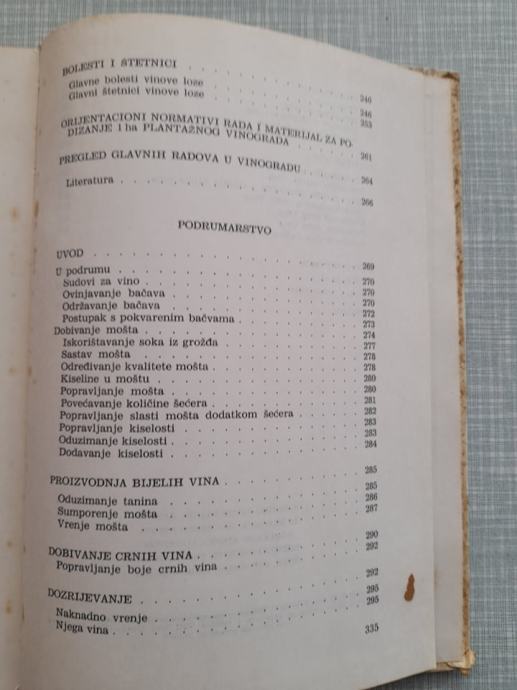 BOLESTI I ŠTETNICI . . . . . . . . . 246
Glavne bolesti vinove loze . . . . . . . . 246
Glavni štetnici vinove loze . . . . . . . . 253
ORIJENTACIONI NORMATIVI RADA I MATERIJAL ZA PO-
DIZANJE 1 ha PLANTAŽNOG VINOGRADA . . . . . 261
PREGLED GLAVNIH RADOVA U VINOGRADU . . . . . 264
Literatura . . . . . . . . . . . . 266
PODRUMARSTVO
UVOD . . . . . . . . . . . . . 269
U podrumu . . . . . . . . . . . . 270
Sudovi za vino . . . . . . . . . . . 270
Ovinjavanje bačava . . . . . . . . . . 270
Održavanje bačava . . . . . . . . . . 272
Postupak s pokvarenim bačvama . . . . . . . 273
Dobivanje mošta . . . . . . . . . . . 274
Iskorištavanje soka iz grožđa . . . . . . . . 277
Sastav mošta . . . . . . . . . . . 278
Određivanje kvalitete mošta . . . . . . . . 278
Kiseline u moštu . . . . . . . . . . 280
Popravljanje mošta . . . . . . . . . . 280
Povećavanje količine šećera . . . . . . . . 281
Popravljanje slasti mošta dodatkom šećera . . . . . 282
Popravljanje kiselosti . . . . . . . . . . 283
Oduzimanje kiselosti . . . . . . . . . . 283
Dodavanje kiselosti . . . . . . . . . . 284
PROIZVODNJA BIJELIH VINA . . . . . . . . 285
Oduzimanje tanina . . . . . . . . . . 285
Sumporenje mošta . . . . . . . . . . 286
Vrenje mošta . . . . . . . . . . . 287
DOBIVANJE CRNIH VINA . . . . . . . . . 290
Popravljanje boje crnih vina . . . . . . . . 292
DOZRIJEVANJE . . . . . . . . . . . 292
Naknadno vrenje . . . . . . . . . . . 295
Njega vina . . . . . . . . . . . . 295
335